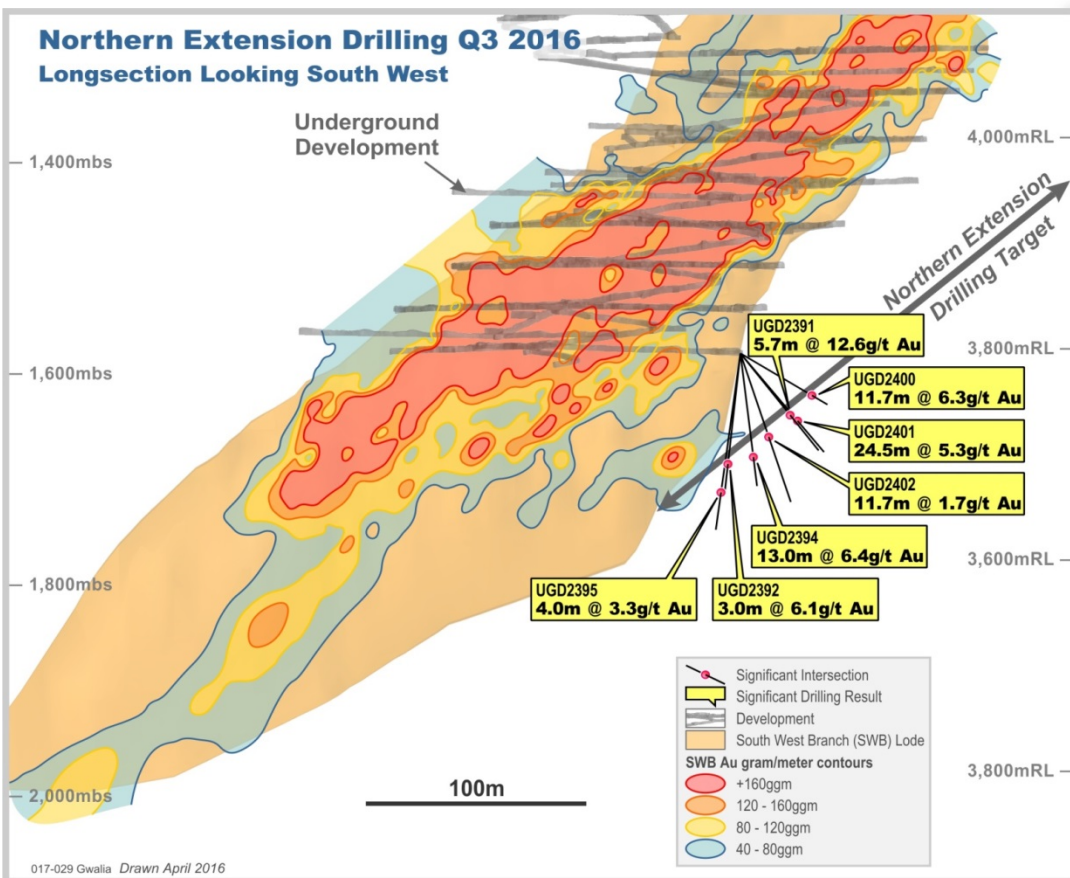 Northern Extension Drilling Q3 2016
Longsection Looking South West
Underground
Development
1,400mbs
1,600mbs
1,800mbs
2,000mbs
4,000mRL
3,800mRL
3,600mRL
3,800mRL
Northern Extension
Drilling Target
UGD2391
5.7m @ 12.6g/t Au
UGD2400
11.7m @ 6.3g/t Au
UGD2401
24.5m @ 5.3g/t Au
UGD2402
11.7m @ 1.7g/t Au
UGD2394
13.0m @ 6.4g/t Au
UGD2395
4.0m @ 3.3g/t Au
UGD2392
3.0m @ 6.1g/t Au
Significant Intersection
Significant Drilling Result
Development
South West Branch (SWB) Lode
SWB Au gram/meter contours
+160ggm
120 - 160ggm
80 - 120ggm
40 - 80ggm
100m
017-029 Gwalia Drawn April 2016